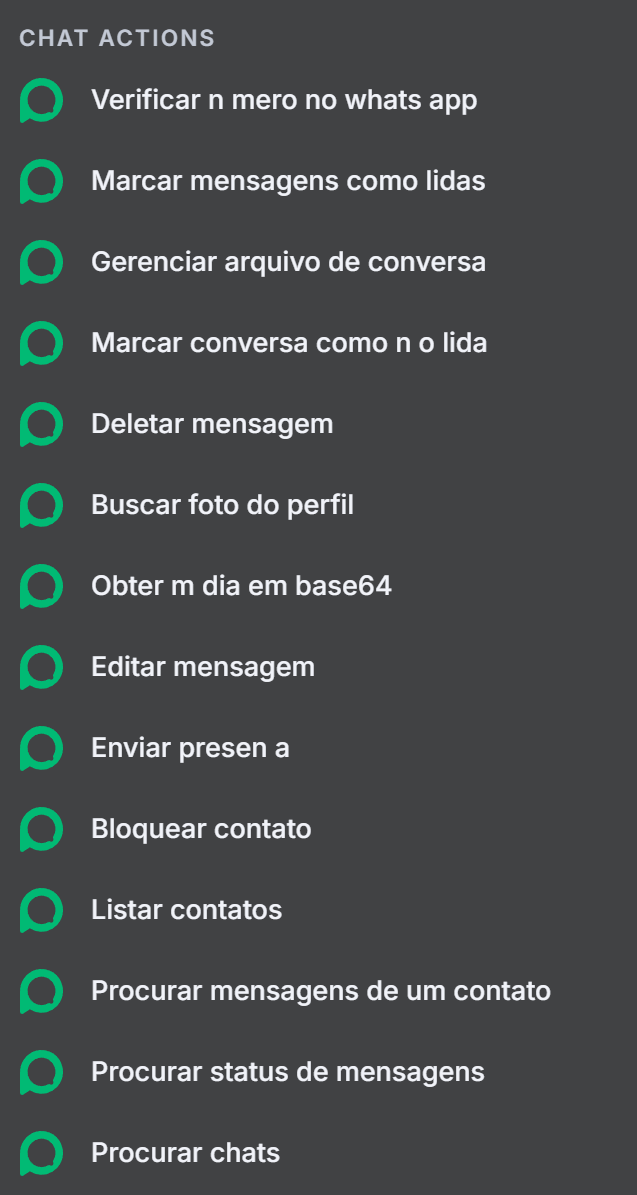 CHAT ACTIONS
Verificar n mero no whats app
Marcar mensagens como lidas
Gerenciar arquivo de conversa
Marcar conversa como n o lida
Deletar mensagem
Buscar foto do perfil
Obter m dia em base64
Editar mensagem
Enviar presen a
Bloquear contato
Listar contatos
Procurar mensagens de um contato
Procurar status de mensagens
Procurar chats